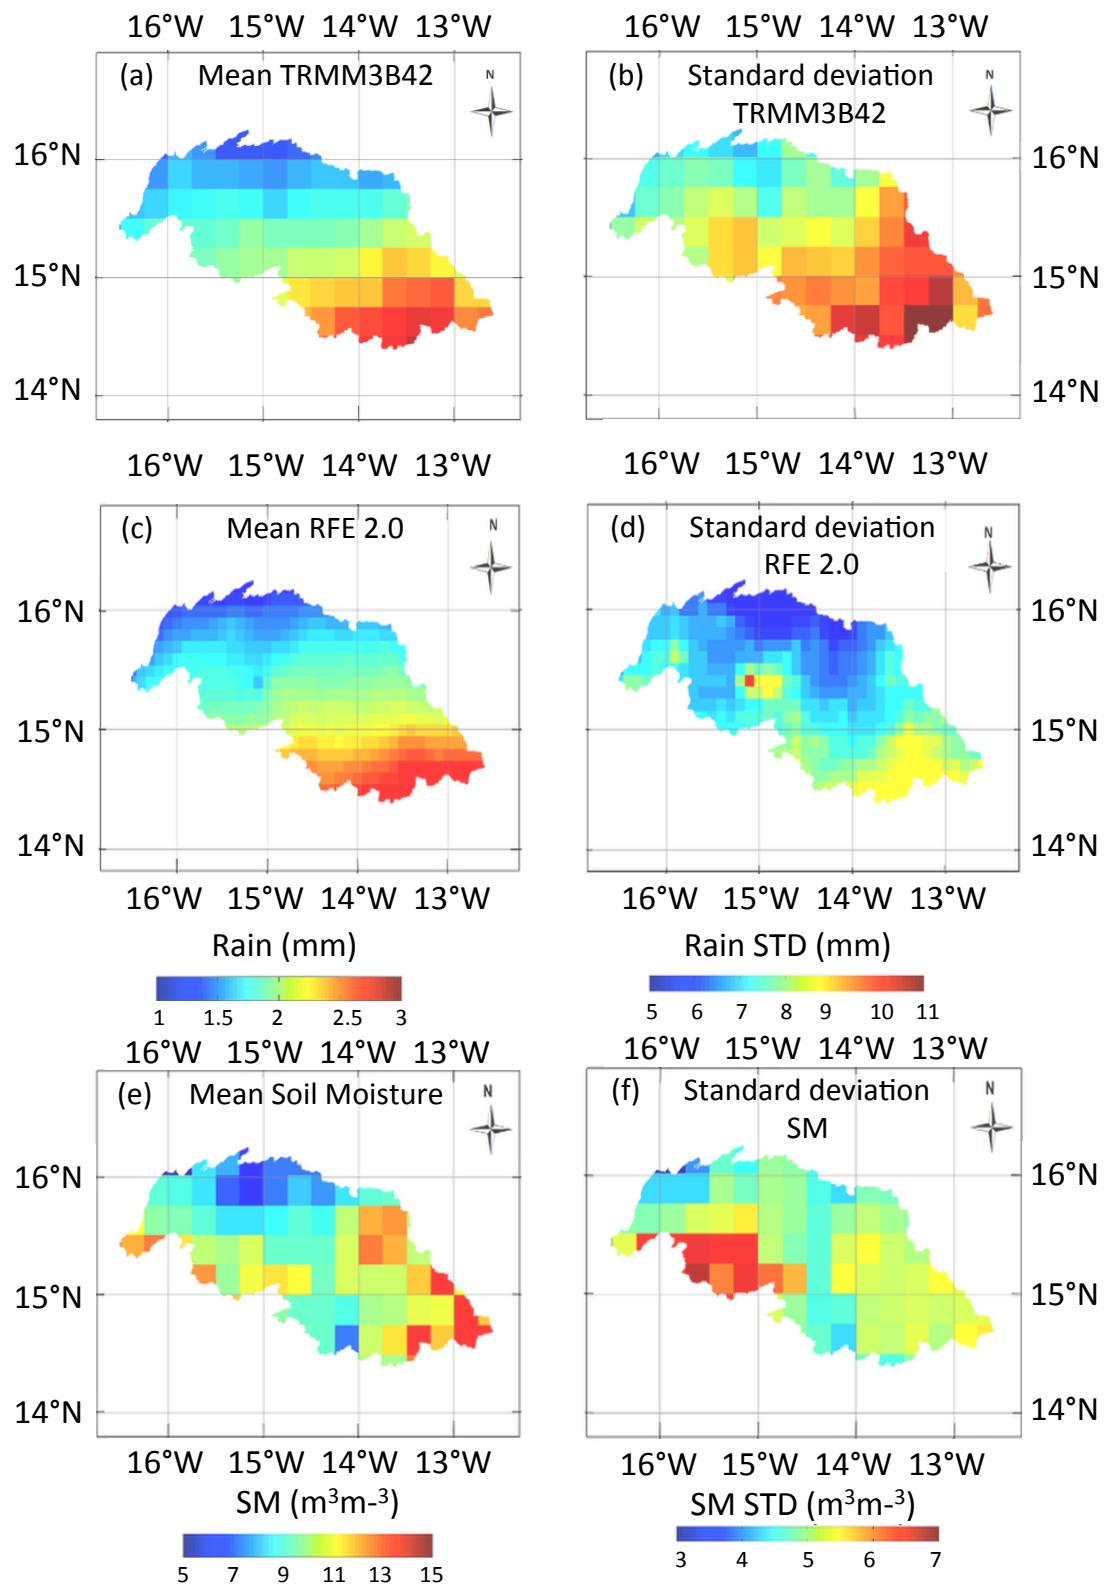 16°W 15°W 14°W 13°W 16°W 15°W 14°W 13°W
(a) Mean TRMM3B42 N
(b) Standard deviation
TRMM3B42 N
16°N 16°N
15°N 15°N
14°N 14°N
16°W 15°W 14°W 13°W 16°W 15°W 14°W 13°W
(c) Mean RFE 2.0 N
(d) Standard deviation
RFE 2.0 N
16°N 16°N
15°N 15°N
14°N 14°N
16°W 15°W 14°W 13°W 16°W 15°W 14°W 13°W
Rain (mm) Rain STD (mm)
1 1.5 2 2.5 3 5 6 7 8 9 10 11
16°W 15°W 14°W 13°W 16°W 15°W 14°W 13°W
(e) Mean Soil Moisture N
(f) Standard deviation
SM N
16°N 16°N
15°N 15°N
14°N 14°N
16°W 15°W 14°W 13°W 16°W 15°W 14°W 13°W
SM (m³m-³) SM STD (m³m-³)
5 7 9 11 13 15 3 4 5 6 7